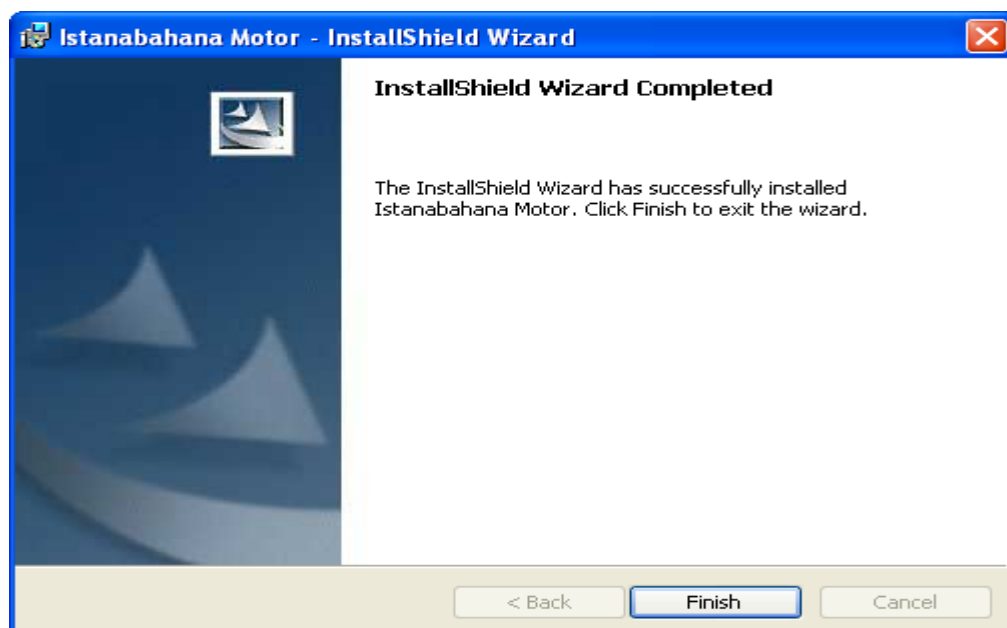 Istanabahana Motor - InstallShield Wizard
InstallShield Wizard Completed
The InstallShield Wizard has successfully installed
Istanabahana Motor. Click Finish to exit the wizard.
< Back Finish Cancel